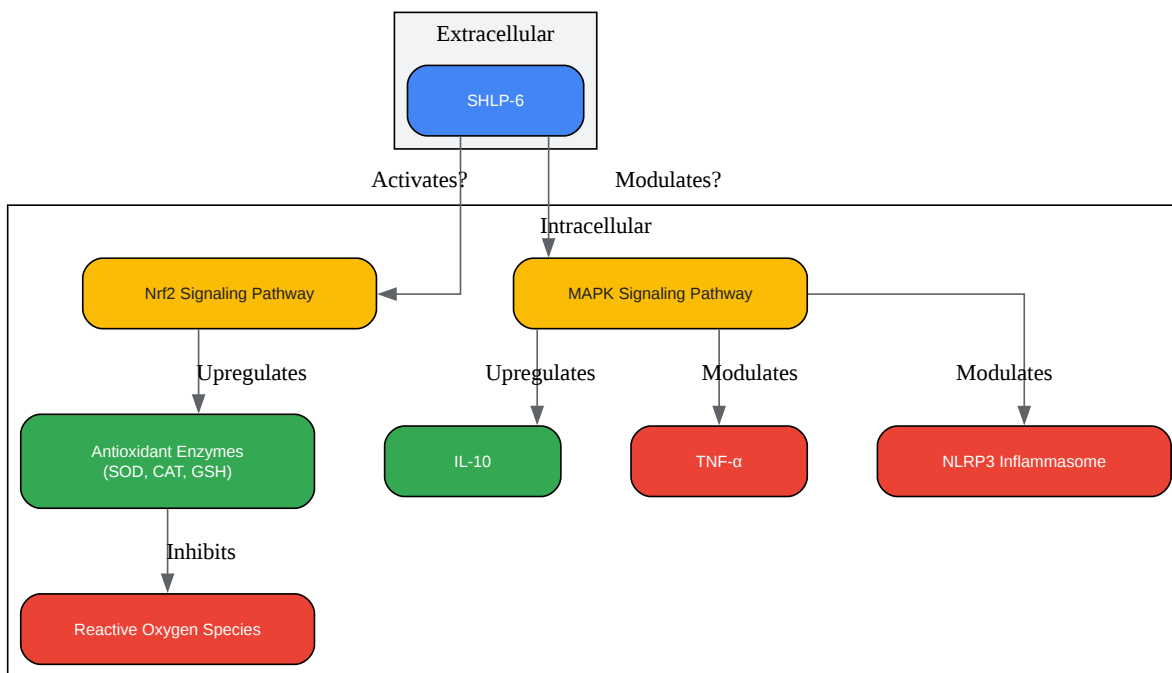 Extracellular
SHLP-6
Activates?
Modulates?
Intracellular
Nrf2 Signaling Pathway
MAPK Signaling Pathway
Upregulates
Upregulates
Modulates
Modulates
Antioxidant Enzymes
(SOD, CAT, GSH)
IL-10
TNF-α
NLRP3 Inflammasome
Inhibits
Reactive Oxygen Species